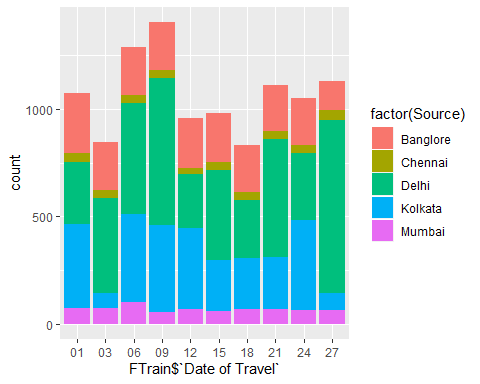 count
1000
500
0
01 03 06 09 12 15 18 21 24 27
FTrain$`Date of Travel`
factor(Source)
Banglore
Chennai
Delhi
Kolkata
Mumbai